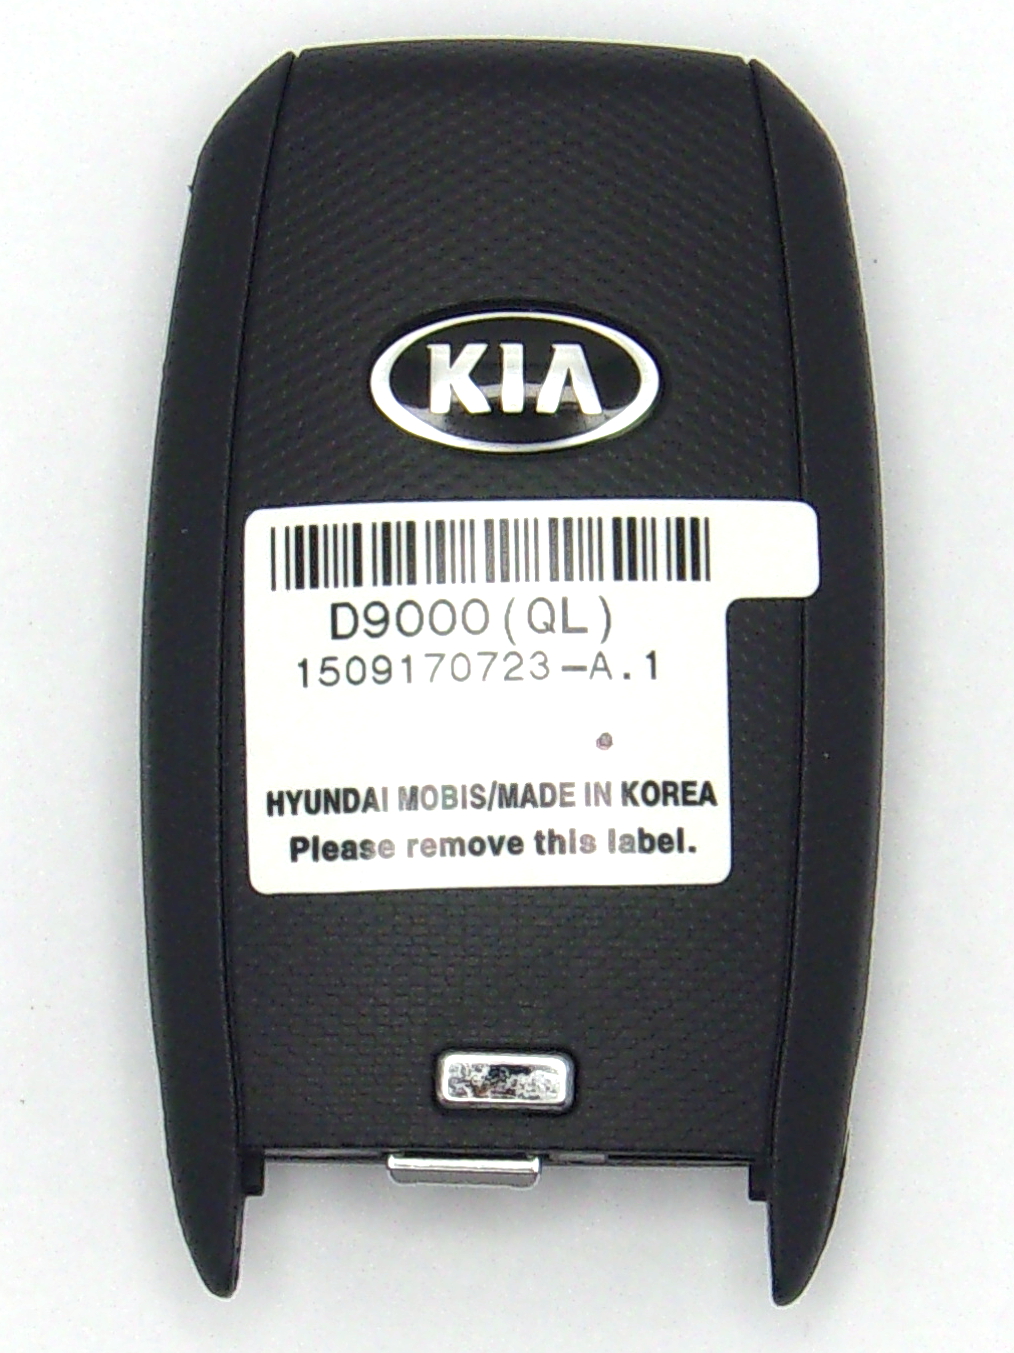 KIA
D9000(QL)
1509170723-A.1
HYUNDAI MOBIS/MADE IN KOREA
Please remove this label.